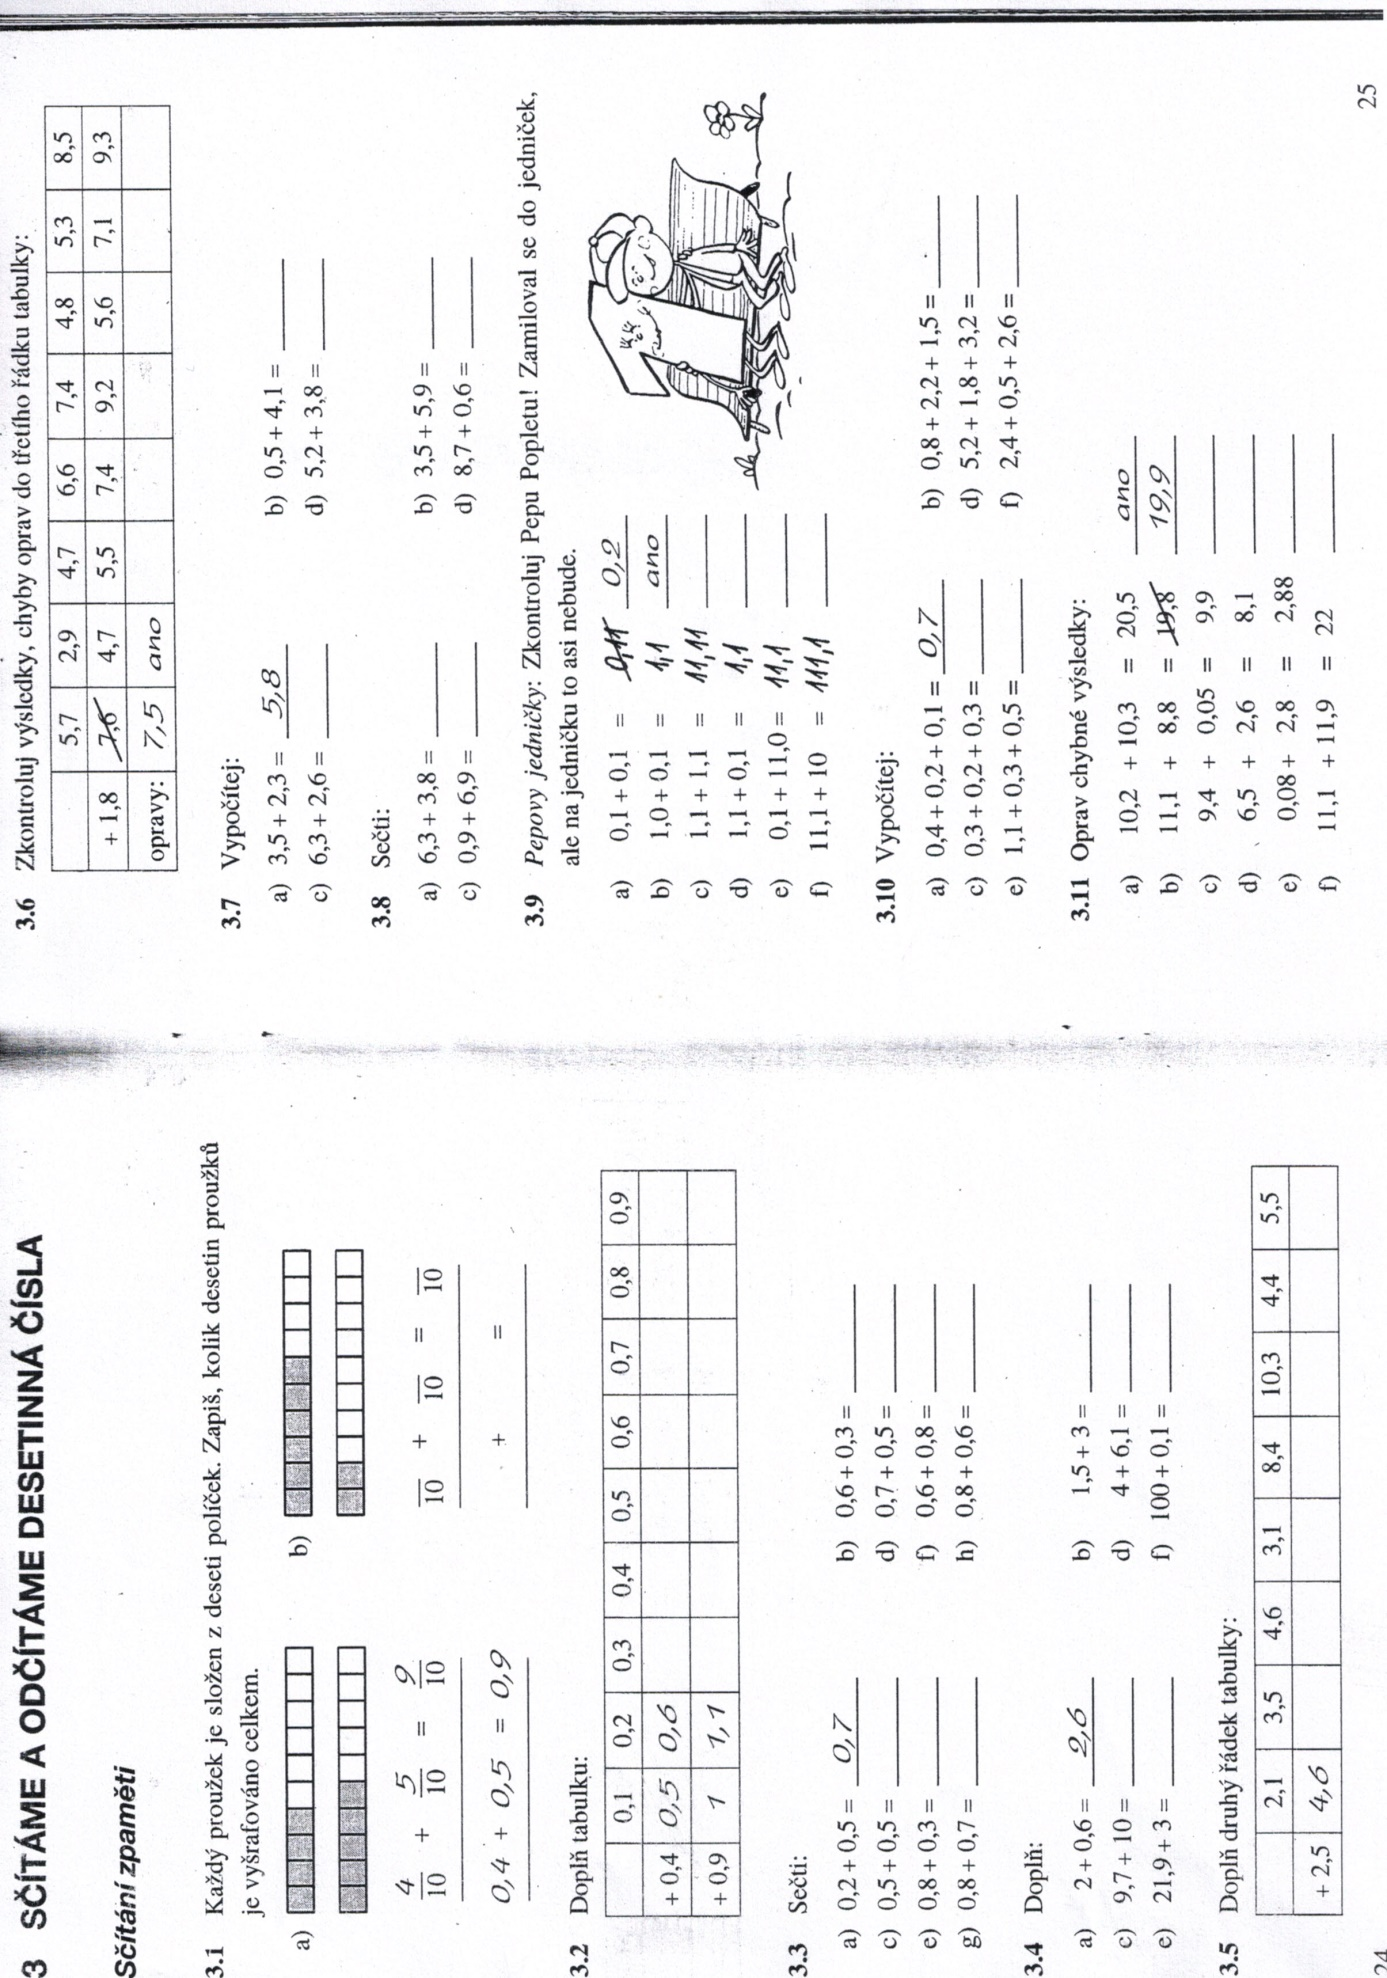 3 SČÍTÁME A ODČÍTÁME DESETINNÁ ČÍSLA
Sčítání zpaměti
3.1 Každý proužek je složen z deseti políček. Zapiš, kolik desetin proužků
je vyšrafováno celkem.
a) b)
4/10 + 5/10 = 9/10 /10 + /10 = /10
0,4 + 0,5 = 0,9 + =
3.2 Doplň tabulku:
0,1 0,2 0,3 0,4 0,5 0,6 0,7 0,8 0,9
+ 0,4 0,5 0,6
+ 0,9 1 1,1
3.3 Sečti:
a) 0,2 + 0,5 = 0,7 b) 0,6 + 0,3 =
c) 0,5 + 0,5 = d) 0,7 + 0,5 =
e) 0,8 + 0,3 = f) 0,6 + 0,8 =
g) 0,8 + 0,7 = h) 0,8 + 0,6 =
3.4 Doplň:
a) 2 + 0,6 = 2,6 b) 1,5 + 3 =
c) 9,7 + 10 = d) 4 + 6,1 =
e) 21,9 + 3 = f) 100 + 0,1 =
3.5 Doplň druhý řádek tabulky:
2,1 3,5 4,6 3,1 8,4 10,3 4,4 5,5
+ 2,5 4,6
24
3.6 Zkontroluj výsledky, chyby oprav do třetího řádku tabulky:
5,7 2,9 4,7 6,6 7,4 4,8 5,3 8,5
+ 1,8 7,6 4,7 5,5 7,4 9,2 5,6 7,1 9,3
opravy: 7,5 ano
3.7 Vypočítej:
a) 3,5 + 2,3 = 5,8 b) 0,5 + 4,1 =
c) 6,3 + 2,6 = d) 5,2 + 3,8 =
3.8 Sečti:
a) 6,3 + 3,8 = b) 3,5 + 5,9 =
c) 0,9 + 6,9 = d) 8,7 + 0,6 =
3.9 Pepovy jedničky: Zkontroluj Pepu Popletu! Zamiloval se do jedniček,
ale na jedničku to asi nebude.
a) 0,1 + 0,1 = 0,11 0,2
b) 1,0 + 0,1 = 1,1 ano
c) 1,1 + 1,1 = 11,11
d) 1,1 + 0,1 = 1,1
e) 0,1 + 11,0 = 11,1
f) 11,1 + 10 = 111,1
3.10 Vypočítej:
a) 0,4 + 0,2 + 0,1 = 0,7 b) 0,8 + 2,2 + 1,5 =
c) 0,3 + 0,2 + 0,3 = d) 5,2 + 1,8 + 3,2 =
e) 1,1 + 0,3 + 0,5 = f) 2,4 + 0,5 + 2,6 =
3.11 Oprav chybné výsledky:
a) 10,2 + 10,3 = 20,5 ano
b) 11,1 + 8,8 = 19,8 19,9
c) 9,4 + 0,05 = 9,9
d) 6,5 + 2,6 = 8,1
e) 0,08 + 2,8 = 2,88
f) 11,1 + 11,9 = 22
25